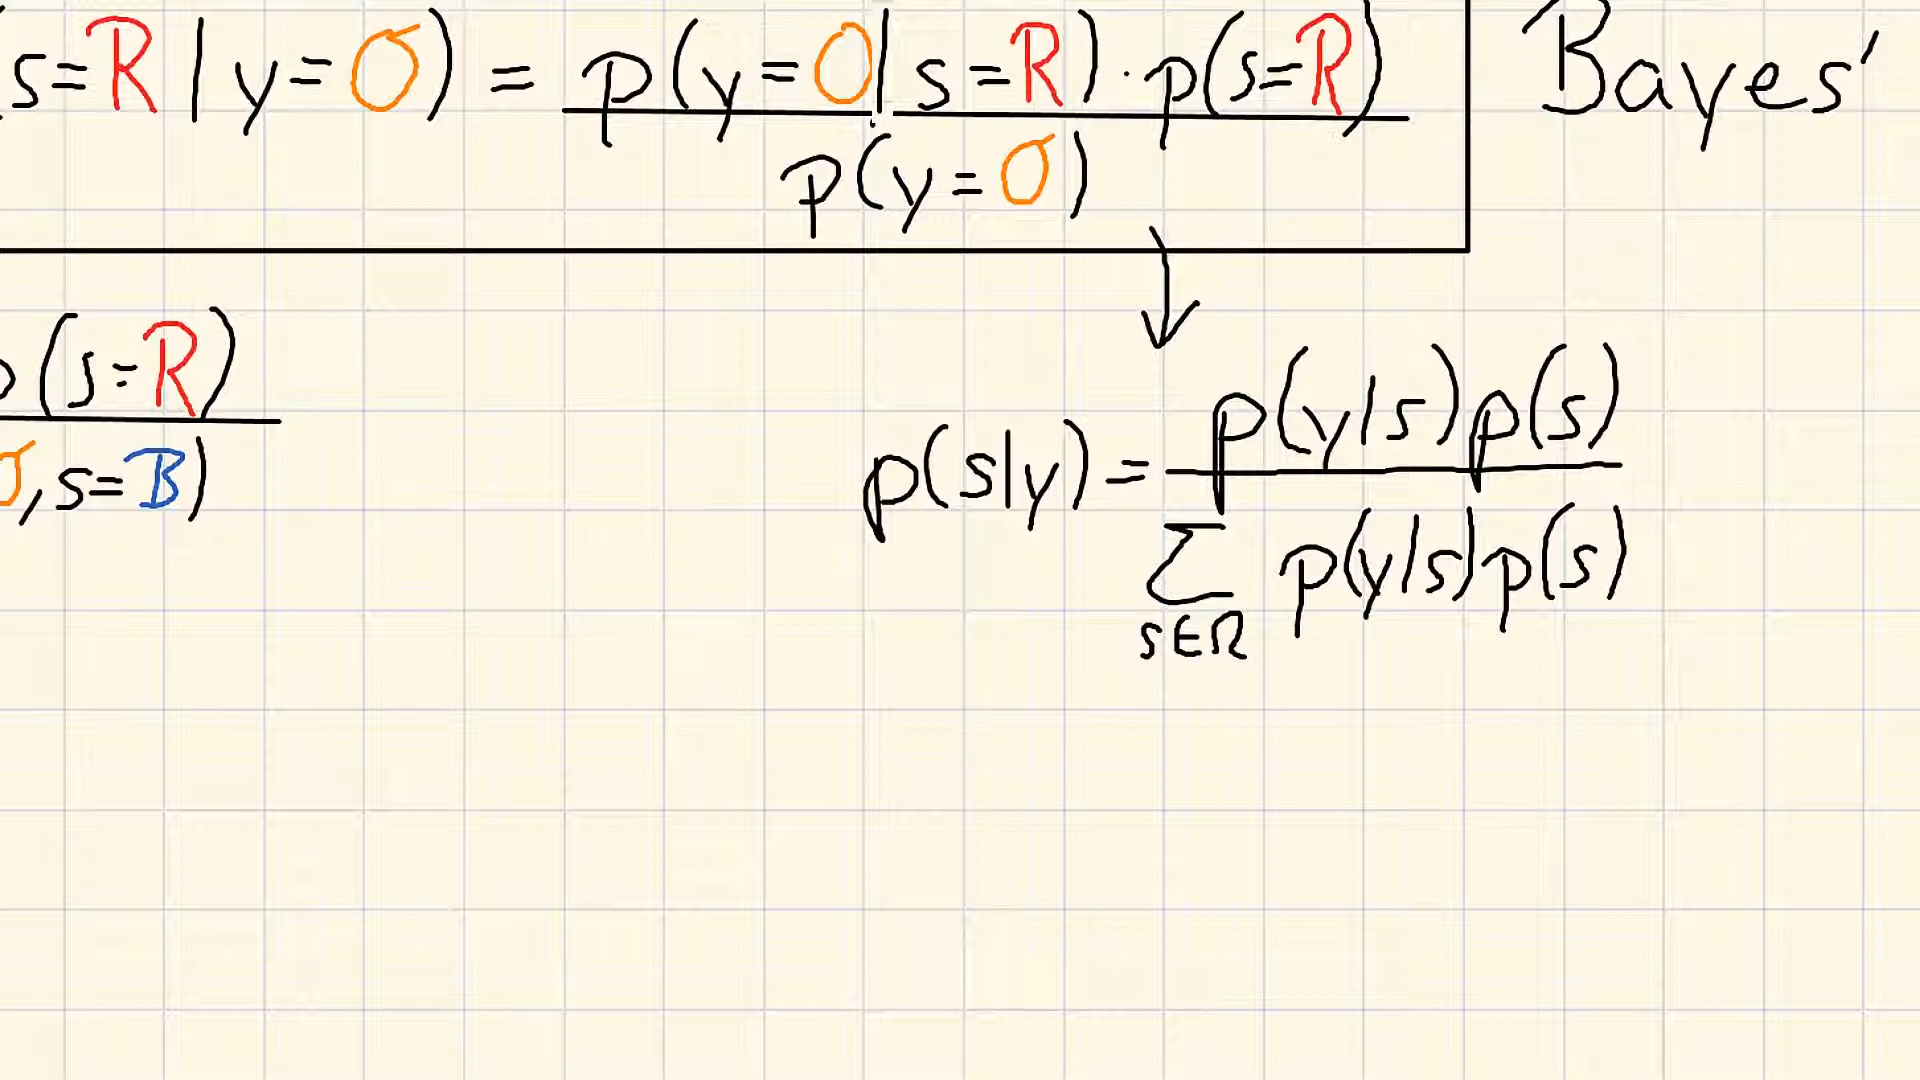 s=R | y=O) = p(y=O | s=R) · p(s=R) Bayes'
p(y=O)
p(s=R)
O, s=B)
p(s|y) = p(y|s)p(s)
∑ p(y|s)p(s)
s∈Ω